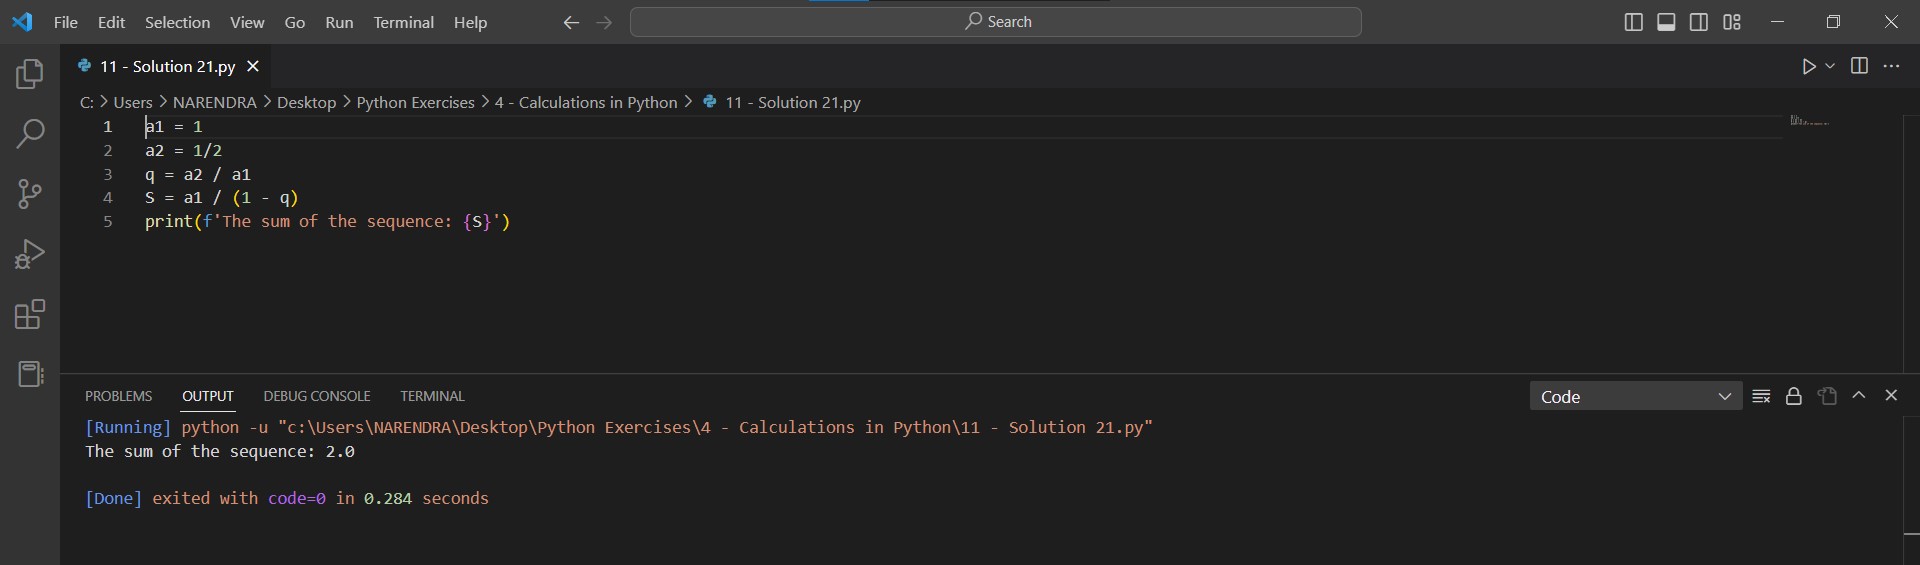 File Edit Selection View Go Run Terminal Help
Search
11 - Solution 21.py
C: > Users > NARENDRA > Desktop > Python Exercises > 4 - Calculations in Python > 11 - Solution 21.py
1 a1 = 1
2 a2 = 1/2
3 q = a2 / a1
4 S = a1 / (1 - q)
5 print(f'The sum of the sequence: {S}')
PROBLEMS OUTPUT DEBUG CONSOLE TERMINAL
Code
[Running] python -u "c:\Users\NARENDRA\Desktop\Python Exercises\4 - Calculations in Python\11 - Solution 21.py"
The sum of the sequence: 2.0
[Done] exited with code=0 in 0.284 seconds